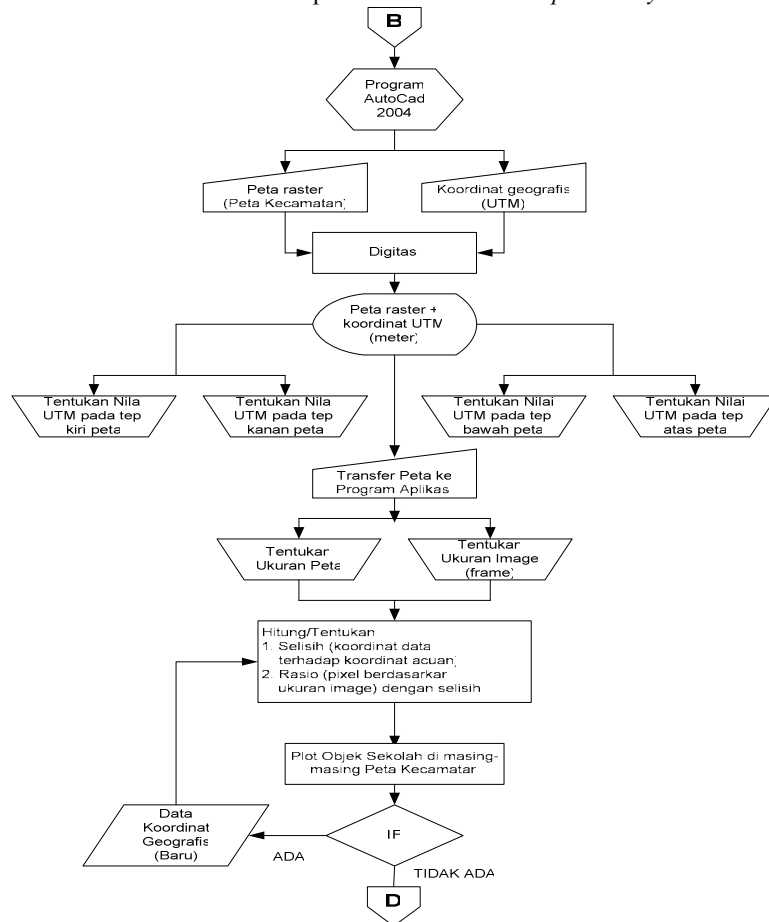 B
Program
AutoCad
2004
Peta raster
(Peta Kecamatan)
Koordinat geografis
(UTM)
Digitas
Peta raster +
koordinat UTM
(meter)
Tentukan Nila
UTM pada tep
kiri peta
Tentukan Nila
UTM pada tep
kanan peta
Tentukan Nilai
UTM pada tep
bawah peta
Tentukan Nilai
UTM pada tep
atas peta
Transfer Peta ke
Program Aplikas
Tentukar
Ukuran Peta
Tentukar
Ukuran Image
(frame)
Hitung/Tentukan
1. Selisih (koordinat data
terhadap koordinat acuan)
2. Rasio (pixel berdasarkar
ukuran image) dengan selisih
Plot Objek Sekolah di masing-
masing Peta Kecamatar
Data
Koordinat
Geografis
(Baru)
IF
ADA
TIDAK ADA
D